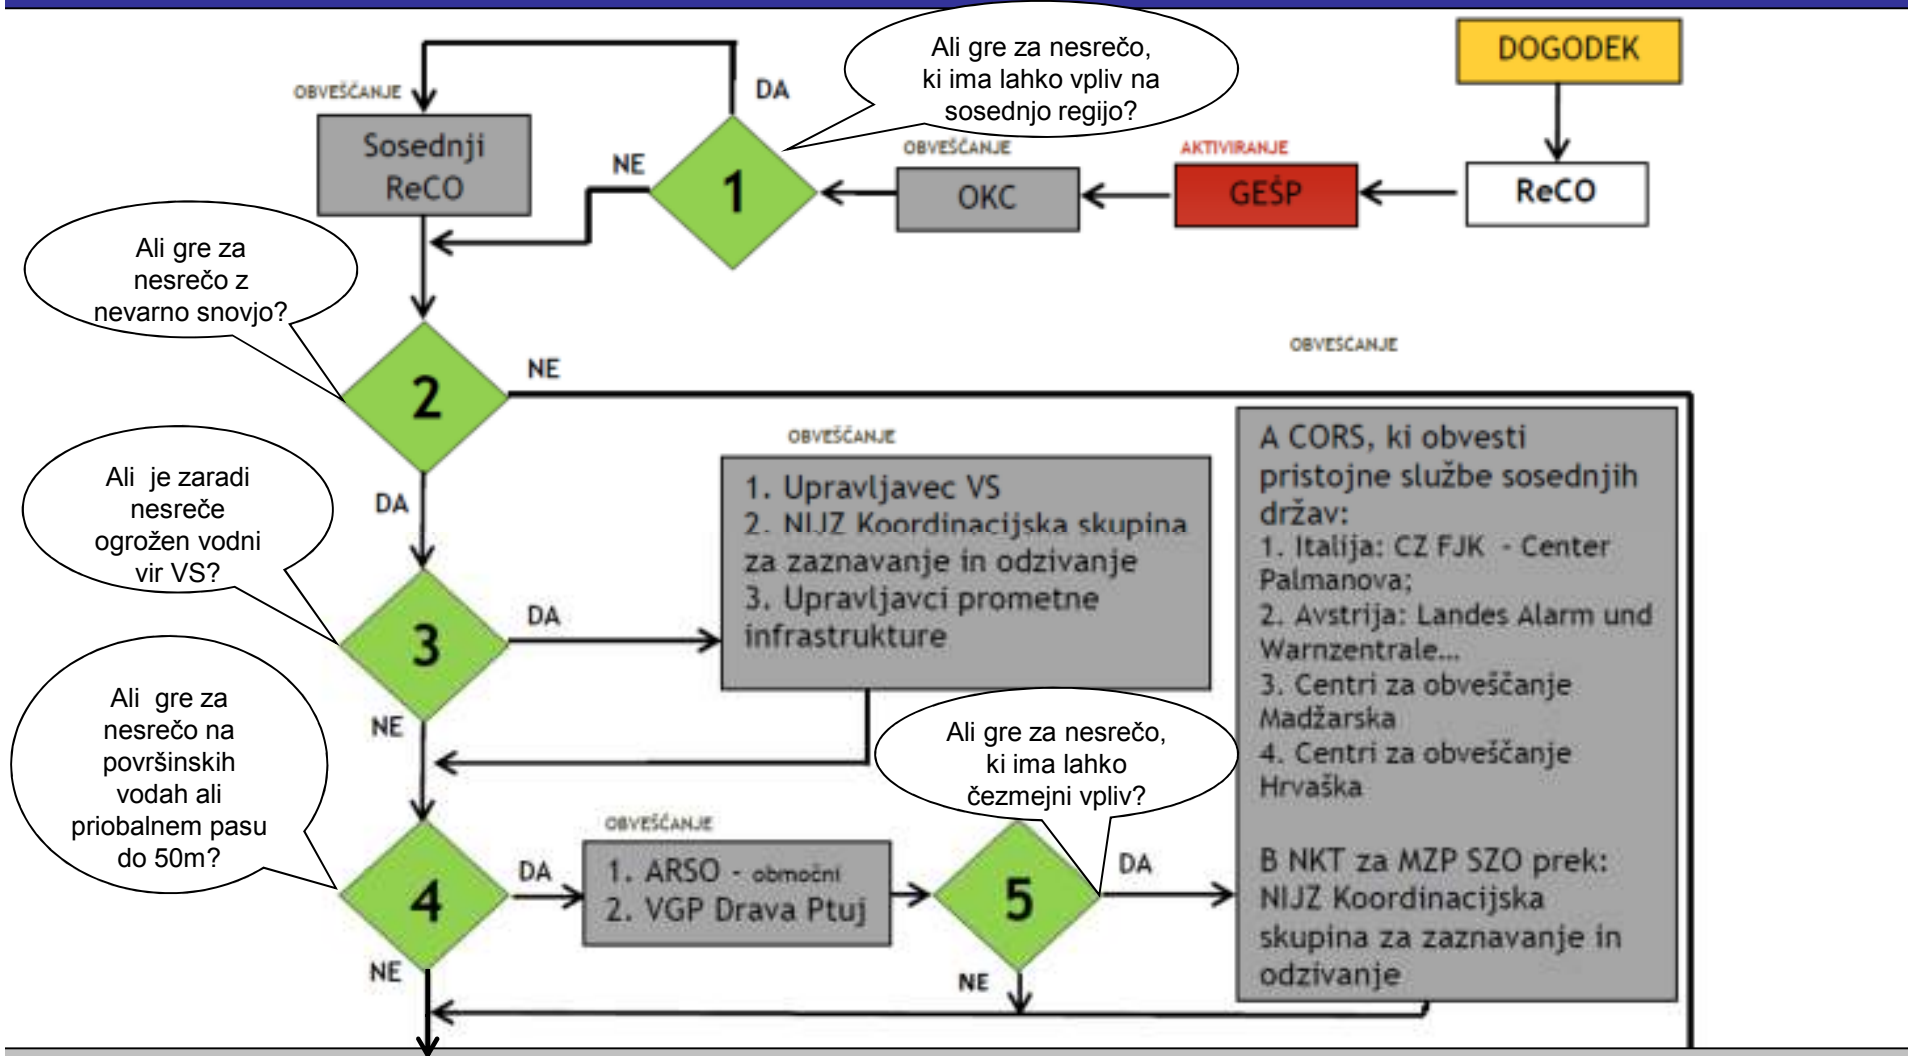 DOGODEK
ReCO
AKTIVIRANJE
GEŠP
OBVEŠČANJE
OKC
Ali gre za nesrečo,
ki ima lahko vpliv na
sosednjo regijo?
1
DA
NE
OBVEŠČANJE
Sosednji
ReCO
Ali gre za
nesrečo z
nevarno snovjo?
2
NE
DA
OBVEŠČANJE
Ali je zaradi
nesreče
ogrožen vodni
vir VS?
3
DA
NE
OBVEŠČANJE
1. Upravljavec VS
2. NIJZ Koordinacijska skupina
za zaznavanje in odzivanje
3. Upravljavci prometne
infrastrukture
Ali gre za
nesrečo na
površinskih
vodah ali
priobalnem pasu
do 50m?
4
DA
NE
OBVEŠČANJE
1. ARSO - območni
2. VGP Drava Ptuj
Ali gre za nesrečo,
ki ima lahko
čezmejni vpliv?
5
DA
NE
A CORS, ki obvesti
pristojne službe sosednjih
držav:
1. Italija: CZ FJK - Center
Palmanova;
2. Avstrija: Landes Alarm und
Warnzentrale...
3. Centri za obveščanje
Madžarska
4. Centri za obveščanje
Hrvaška
B NKT za MZP SZO prek:
NIJZ Koordinacijska
skupina za zaznavanje in
odzivanje